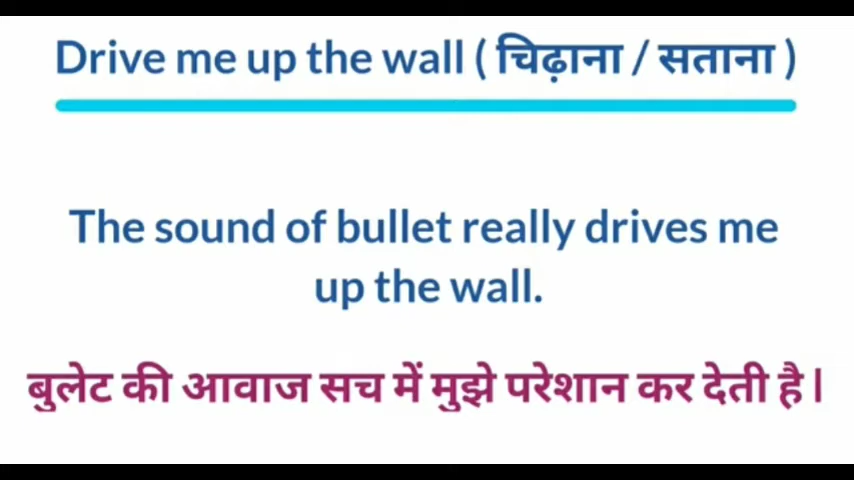 Drive me up the wall ( चिढ़ाना / सताना )
The sound of bullet really drives me
up the wall.
बुलेट की आवाज सच में मुझे परेशान कर देती है।